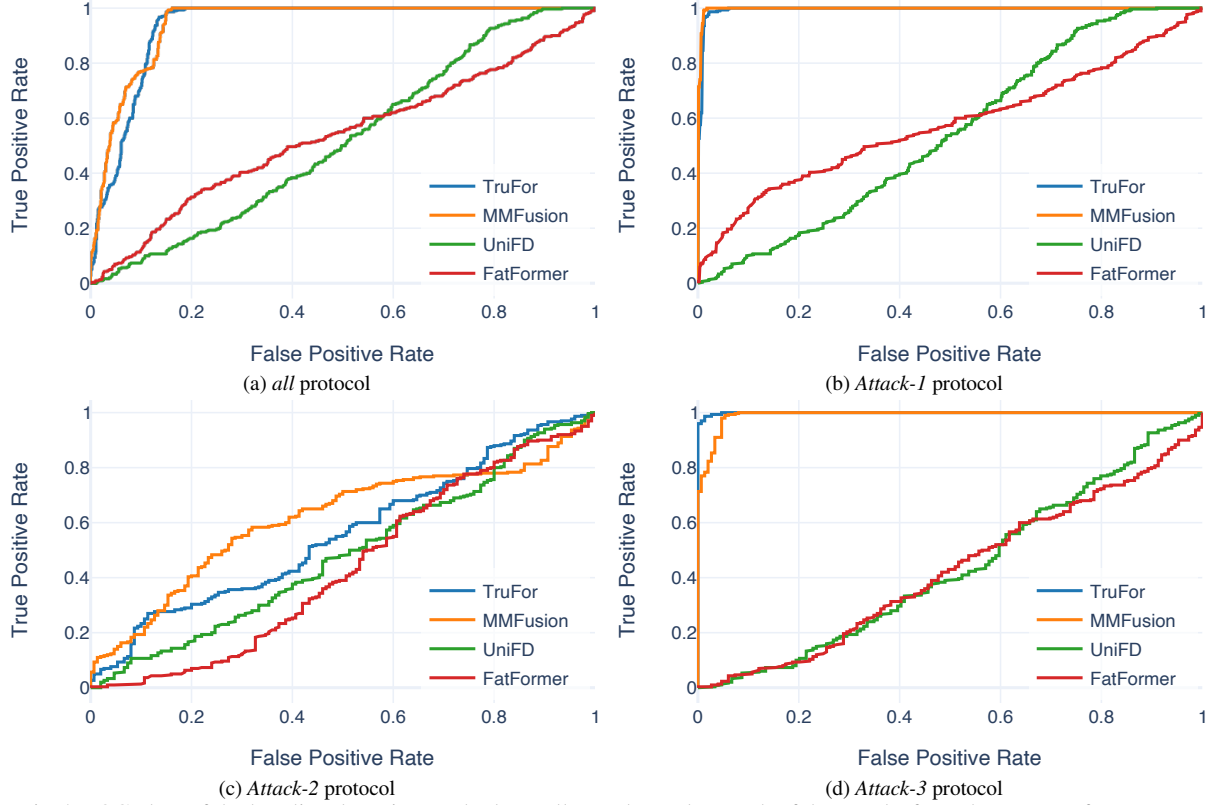 True Positive Rate
1
0.8
0.6
0.4
0.2
0
TruFor
MMFusion
UniFD
FatFormer
0 0.2 0.4 0.6 0.8 1
False Positive Rate
(a) all protocol
True Positive Rate
1
0.8
0.6
0.4
0.2
0
TruFor
MMFusion
UniFD
FatFormer
0 0.2 0.4 0.6 0.8 1
False Positive Rate
(b) Attack-1 protocol
True Positive Rate
1
0.8
0.6
0.4
0.2
0
TruFor
MMFusion
UniFD
FatFormer
0 0.2 0.4 0.6 0.8 1
False Positive Rate
(c) Attack-2 protocol
True Positive Rate
1
0.8
0.6
0.4
0.2
0
TruFor
MMFusion
UniFD
FatFormer
0 0.2 0.4 0.6 0.8 1
False Positive Rate
(d) Attack-3 protocol